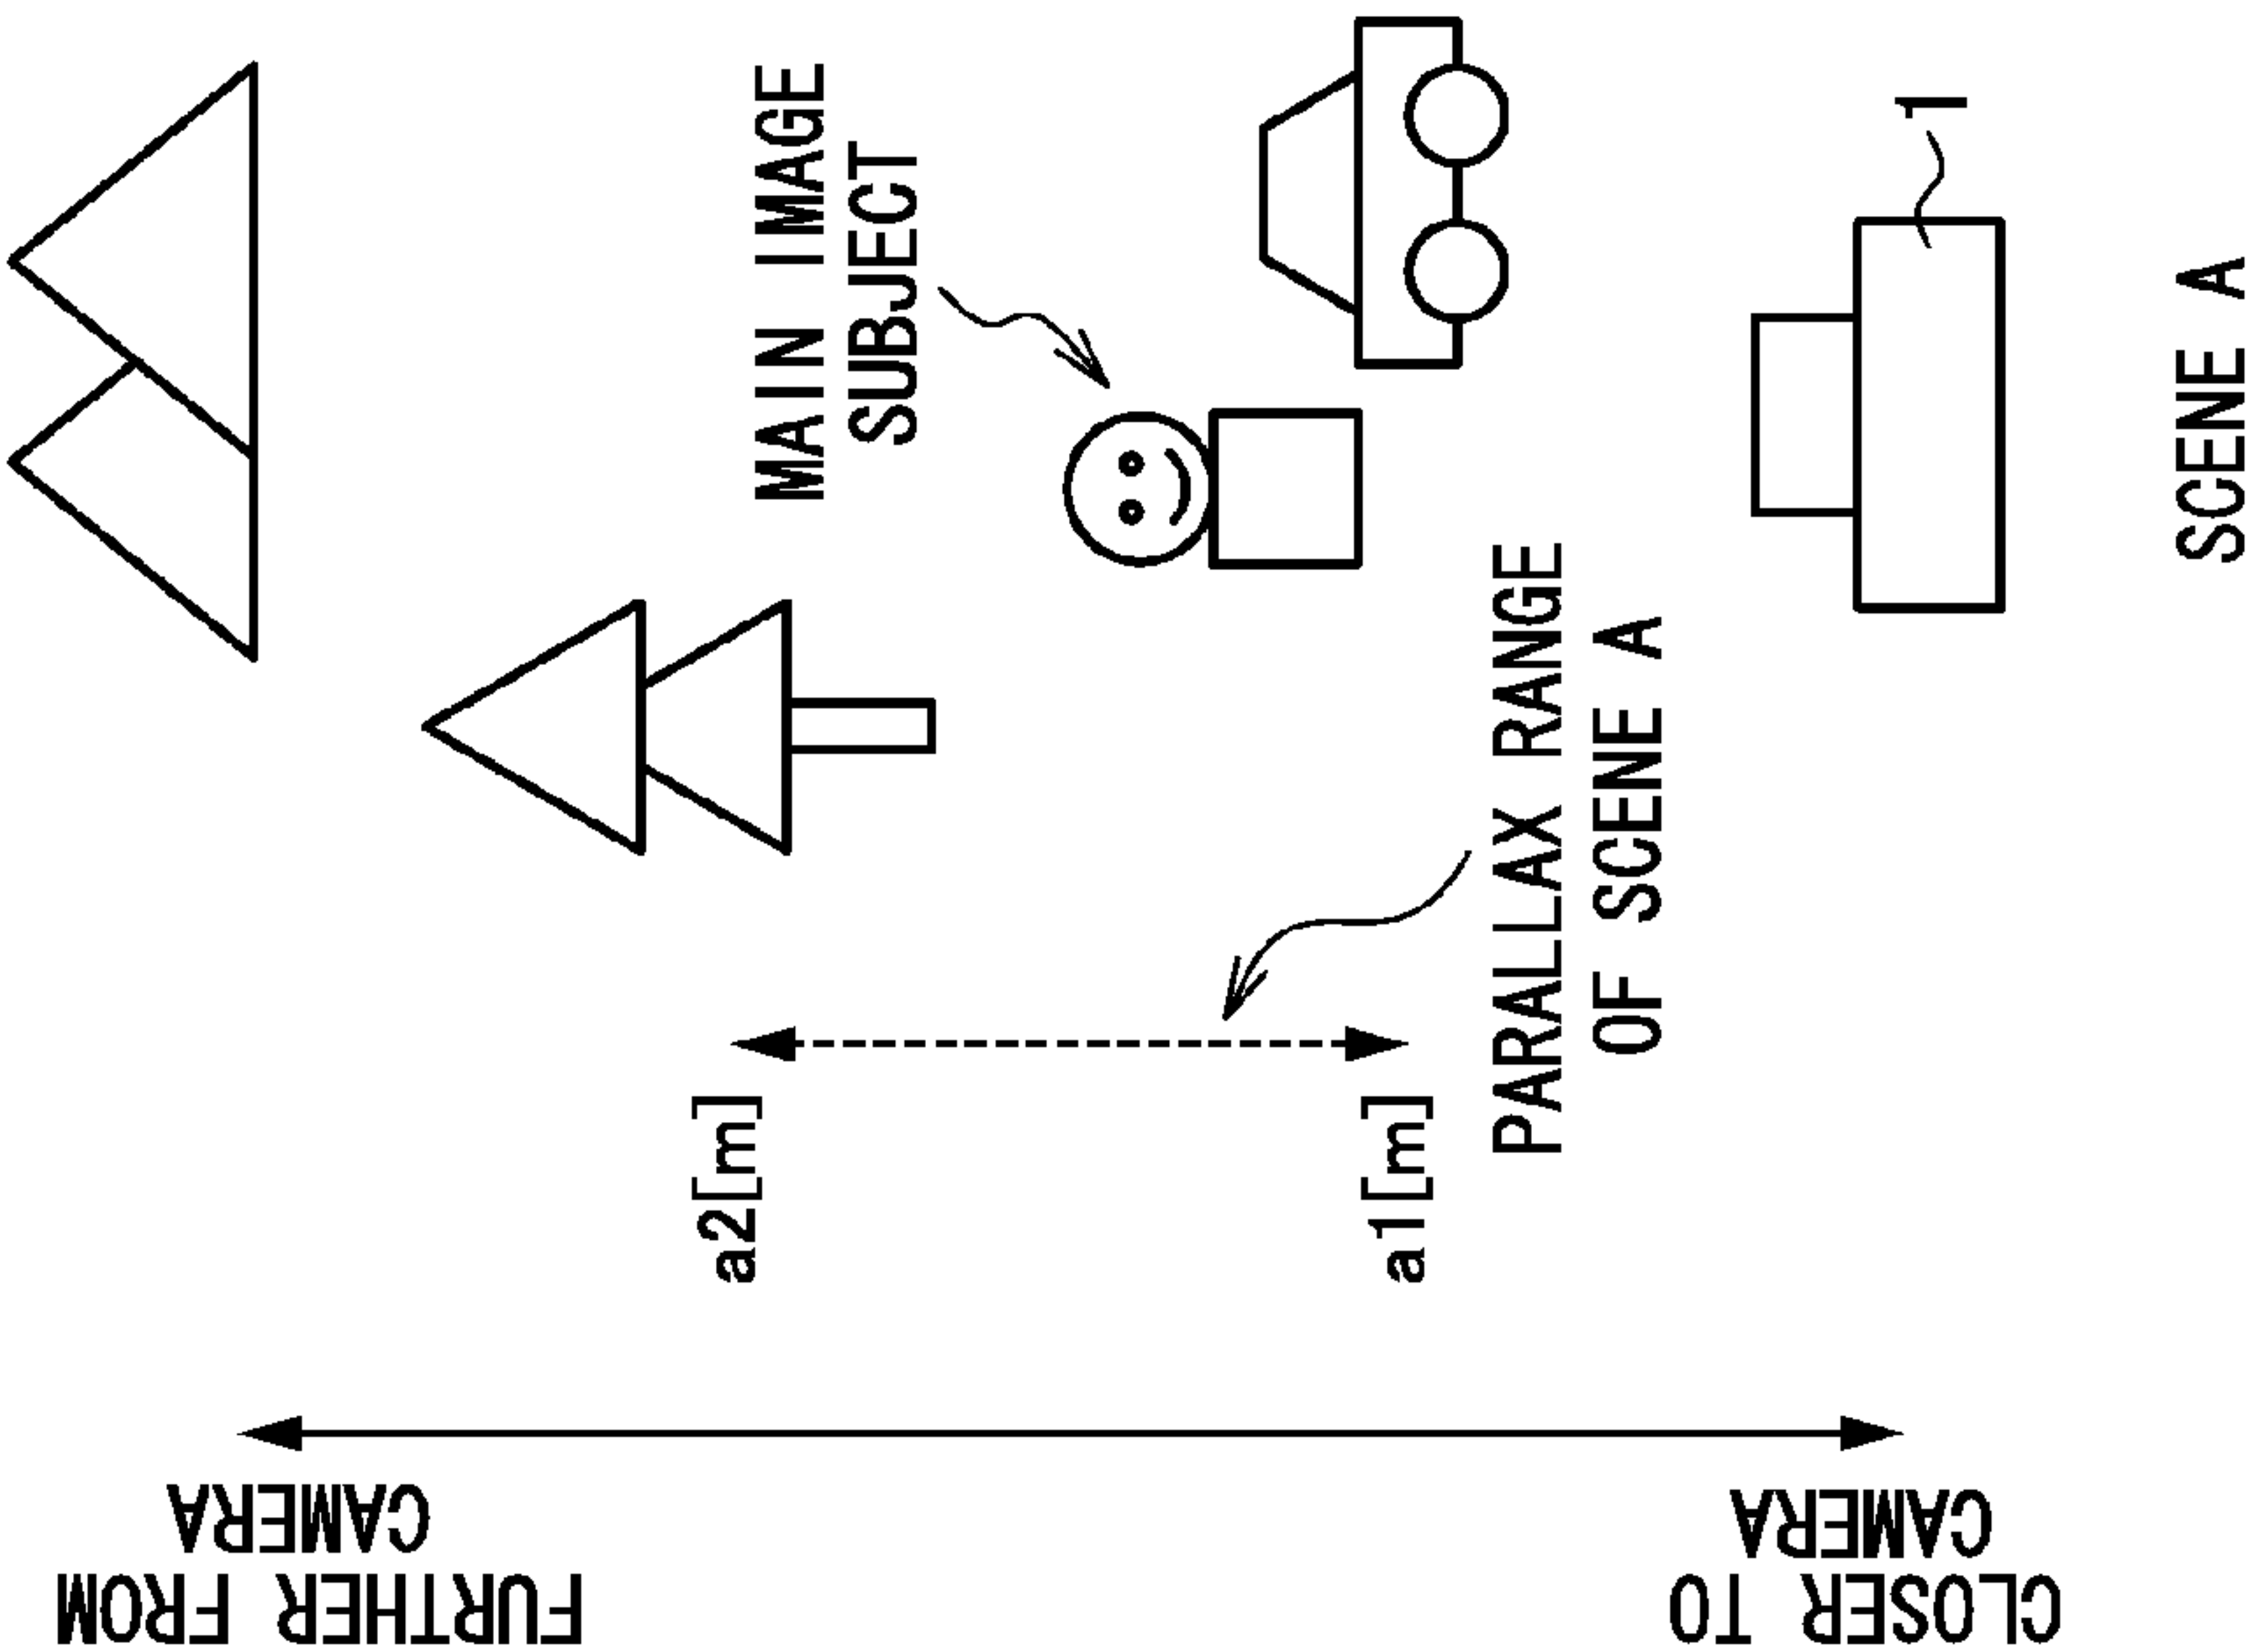 FURTHER FROM
CAMERA
CLOSER TO
CAMERA
a2[m]
a1[m]
PARALLAX RANGE
OF SCENE A
MAIN IMAGE
SUBJECT
1
SCENE A